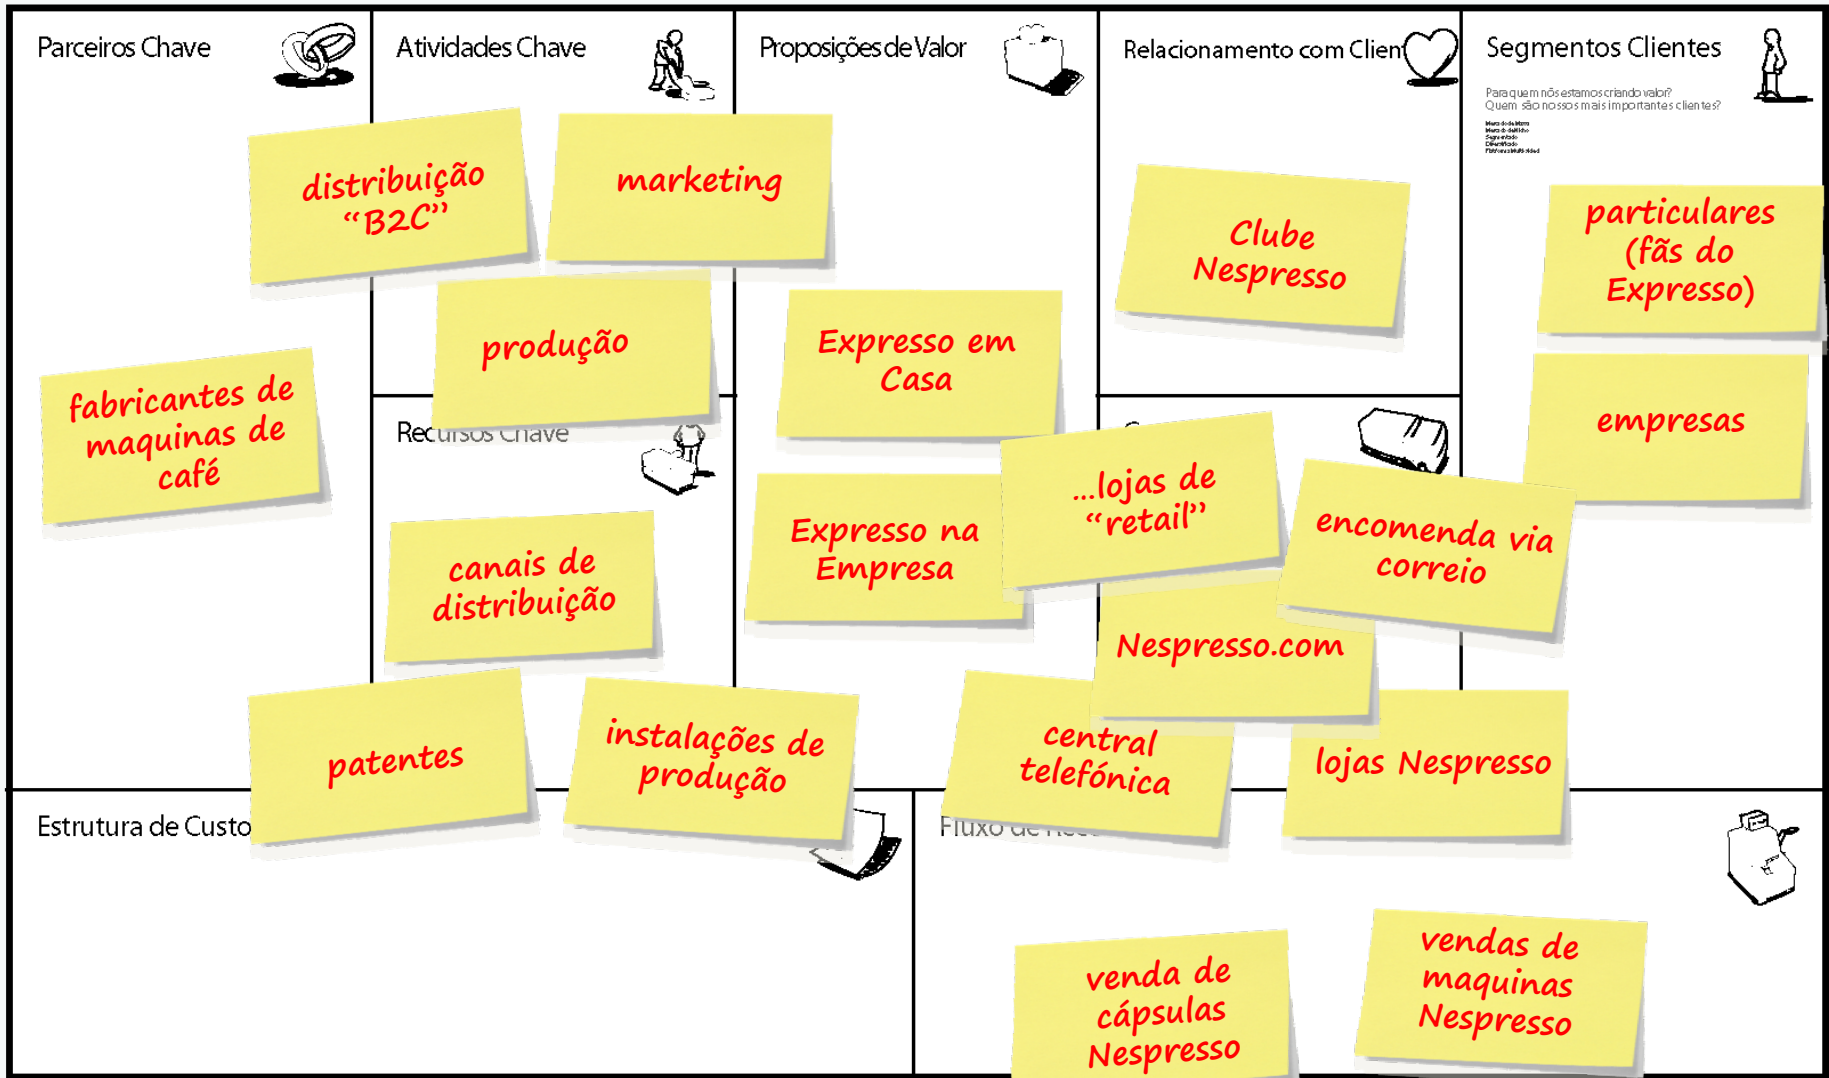 Parceiros Chave
Atividades Chave
Proposições de Valor
Relacionamento com Clien
Segmentos Clientes
Para quem nós estamos criando valor?
Quem são nossos mais importantes clientes?
distribuição
“B2C”
marketing
produção
fabricantes de
maquinas de
café
Recursos Chave
canais de
distribuição
patentes
instalações de
produção
Expresso em
Casa
Expresso na
Empresa
Clube
Nespresso
...lojas de
“retail”
encomenda via
correio
Nespresso.com
central
telefónica
lojas Nespresso
particulares
(fãs do
Expresso)
empresas
Estrutura de Custo
Fluxo de
venda de
cápsulas
Nespresso
vendas de
maquinas
Nespresso